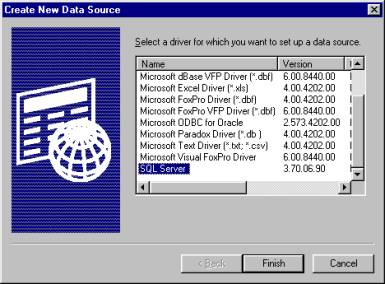 Create New Data Source
Select a driver for which you want to set up a data source.
Name Version
Microsoft dBase VFP Driver (*.dbf) 6.00.8440.00
Microsoft Excel Driver (*.xls) 4.00.4202.00
Microsoft FoxPro Driver (*.dbf) 4.00.4202.00
Microsoft FoxPro VFP Driver (*.dbf) 6.00.8440.00
Microsoft ODBC for Oracle 2.573.4202.00
Microsoft Paradox Driver (*.db ) 4.00.4202.00
Microsoft Text Driver (*.txt; *.csv) 4.00.4202.00
Microsoft Visual FoxPro Driver 6.00.8440.00
SQL Server 3.70.06.90
< Back Finish Cancel